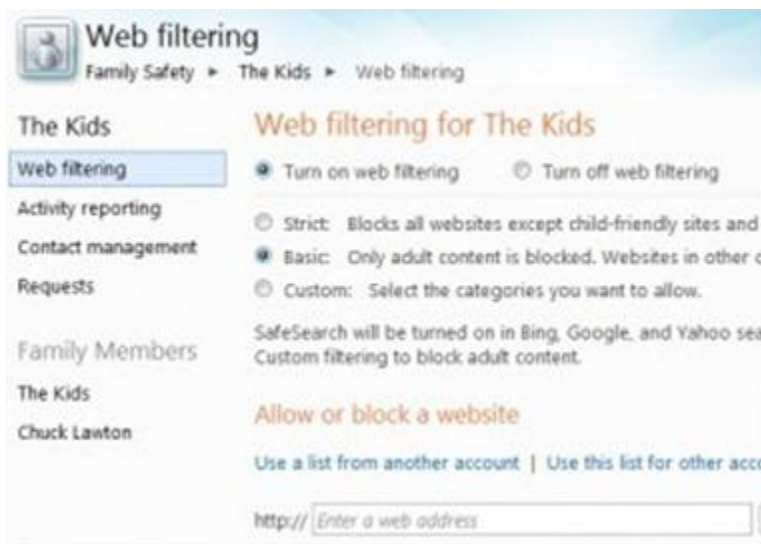 Web filtering
Family Safety ▸ The Kids ▸ Web filtering
The Kids
Web filtering
Activity reporting
Contact management
Requests
Family Members
The Kids
Chuck Lawton
Web filtering for The Kids
Turn on web filtering Turn off web filtering
Strict: Blocks all websites except child-friendly sites and
Basic: Only adult content is blocked. Websites in other
Custom: Select the categories you want to allow.
SafeSearch will be turned on in Bing, Google, and Yahoo
Custom filtering to block adult content.
Allow or block a website
Use a list from another account | Use this list for other
http:// Enter a web address